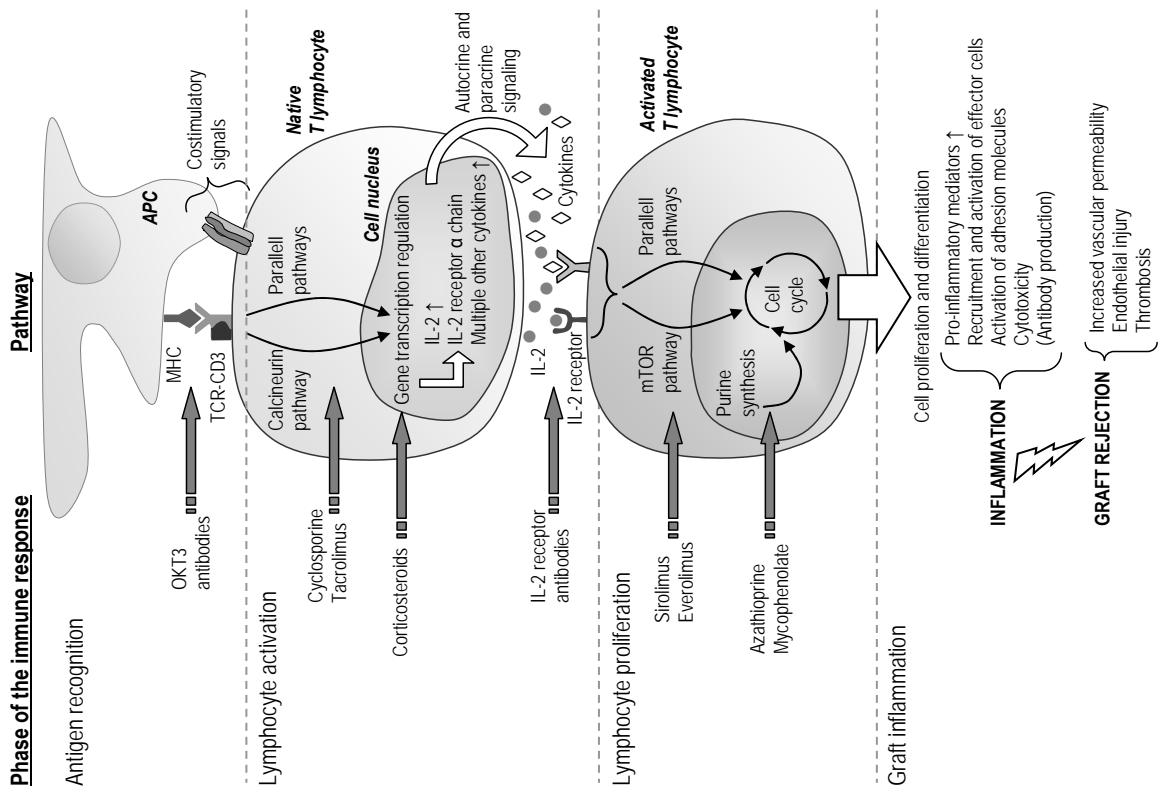 Phase of the immune response
Pathway
Antigen recognition
APC
Costimulatory
signals
MHC
TCR-CD3
OKT3
antibodies
Lymphocyte activation
Native
T lymphocyte
Calcineurin
pathway
Parallel
pathways
Cyclosporine
Tacrolimus
Cell nucleus
Gene transcription regulation
IL-2 ↑
IL-2 receptor α chain
Multiple other cytokines ↑
Corticosteroids
Autocrine and
paracrine
signaling
IL-2
Cytokines
IL-2 receptor
IL-2 receptor
antibodies
Lymphocyte proliferation
Activated
T lymphocyte
mTOR
pathway
Parallell
pathways
Sirolimus
Everolimus
Purine
synthesis
Cell
cycle
Azathioprine
Mycophenolate
Graft inflammation
Cell proliferation and differentiation
INFLAMMATION
Pro-inflammatory mediators ↑
Recruitment and activation of effector cells
Activation of adhesion molecules
Cytotoxicity
(Antibody production)
GRAFT REJECTION
Increased vascular permeability
Endothelial injury
Thrombosis